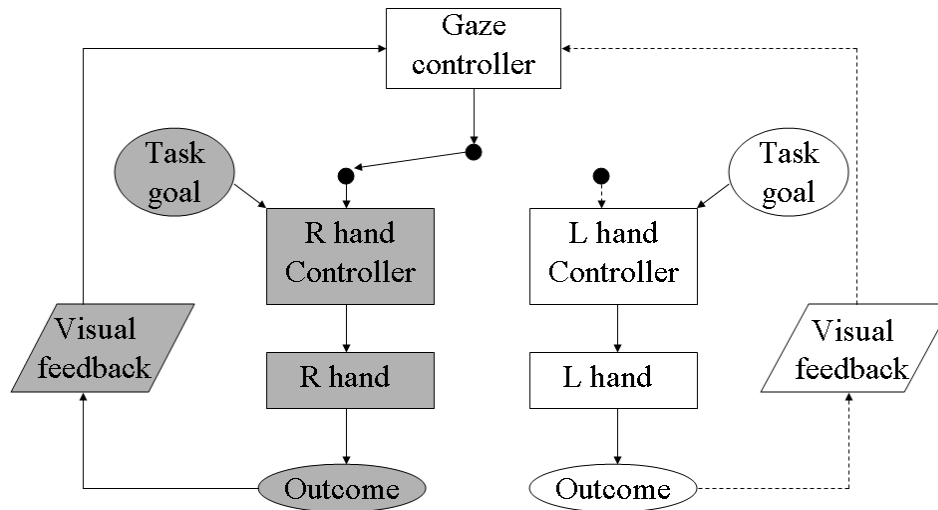 Gaze
controller
Task
goal
Task
goal
R hand
Controller
L hand
Controller
Visual
feedback
Visual
feedback
R hand
L hand
Outcome
Outcome